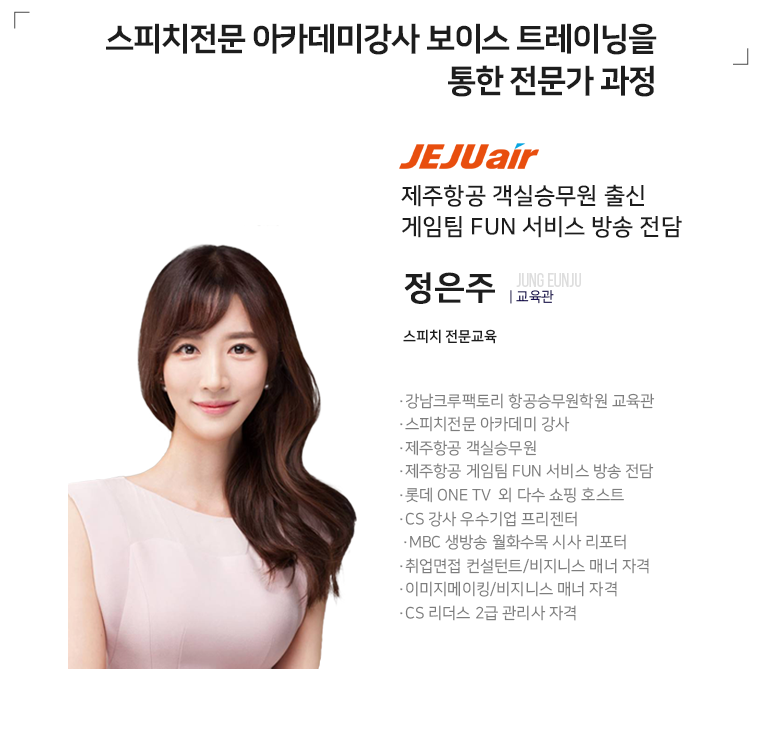 스피치전문 아카데미강사 보이스 트레이닝을
통한 전문가 과정
JEJUair
제주항공 객실승무원 출신
게임팀 FUN 서비스 방송 전담
정은주
JUNG EUNJU
| 교육관
스피치 전문교육
·강남크루팩토리 항공승무원학원 교육관
·스피치전문 아카데미 강사
·제주항공 객실승무원
·제주항공 게임팀 FUN 서비스 방송 전담
·롯데 ONE TV 외 다수 쇼핑 호스트
·CS 강사 우수기업 프리젠터
·MBC 생방송 월화수목 시사 리포터
·취업면접 컨설턴트/비지니스 매너 자격
·이미지메이킹/비지니스 매너 자격
·CS 리더스 2급 관리사 자격